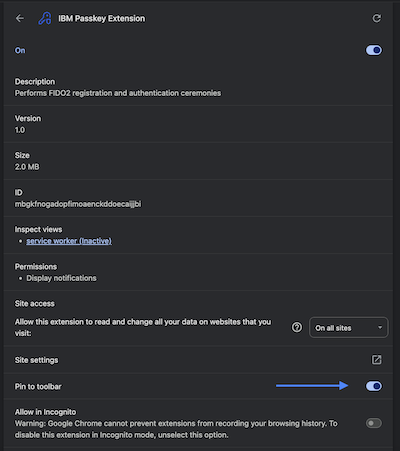 IBM Passkey Extension
On
Description
Performs FIDO2 registration and authentication ceremonies
Version
1.0
Size
2.0 MB
ID
mbgkfnogadopfimoaenckddoecaijjbi
Inspect views
service worker (Inactive)
Permissions
Display notifications
Site access
Allow this extension to read and change all your data on websites that you
visit:
On all sites
Site settings
Pin to toolbar
Allow in Incognito
Warning: Google Chrome cannot prevent extensions from recording your browsing history. To
disable this extension in Incognito mode, unselect this option.